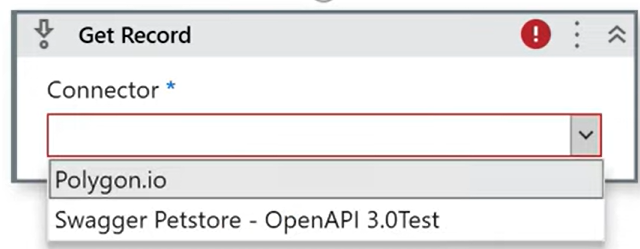 Get Record
Connector *
Polygon.io
Swagger Petstore - OpenAPI 3.0Test